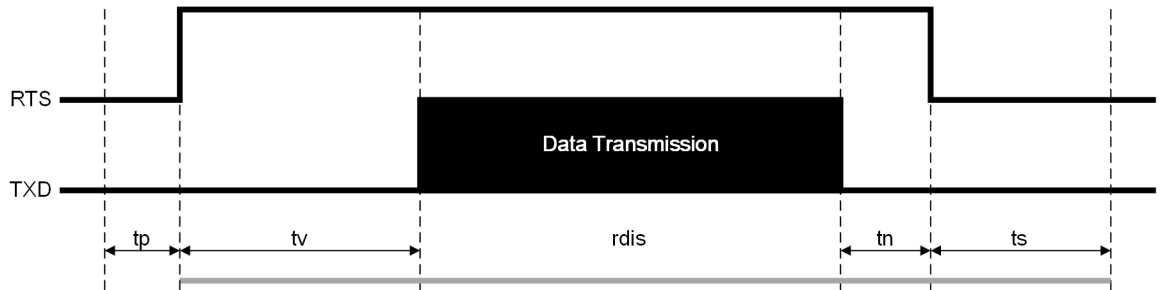 RTS
Data Transmission
TXD
tp tv rdis tn ts